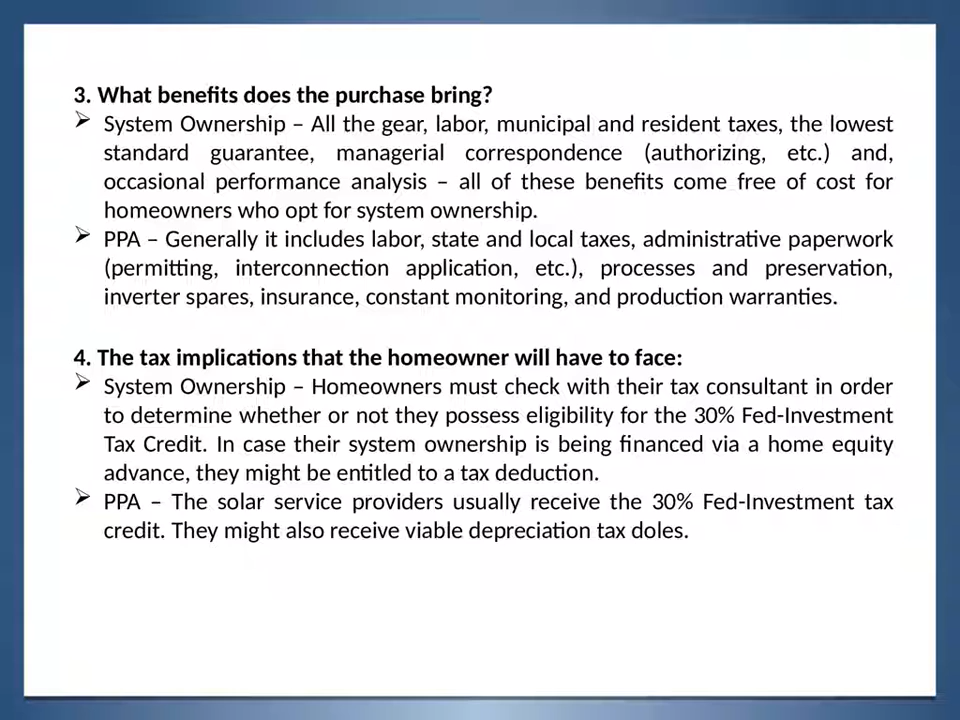 3. What benefits does the purchase bring?
➢ System Ownership – All the gear, labor, municipal and resident taxes, the lowest
standard guarantee, managerial correspondence (authorizing, etc.) and,
occasional performance analysis – all of these benefits come free of cost for
homeowners who opt for system ownership.
➢ PPA – Generally it includes labor, state and local taxes, administrative paperwork
(permitting, interconnection application, etc.), processes and preservation,
inverter spares, insurance, constant monitoring, and production warranties.
4. The tax implications that the homeowner will have to face:
➢ System Ownership – Homeowners must check with their tax consultant in order
to determine whether or not they possess eligibility for the 30% Fed-Investment
Tax Credit. In case their system ownership is being financed via a home equity
advance, they might be entitled to a tax deduction.
➢ PPA – The solar service providers usually receive the 30% Fed-Investment tax
credit. They might also receive viable depreciation tax doles.